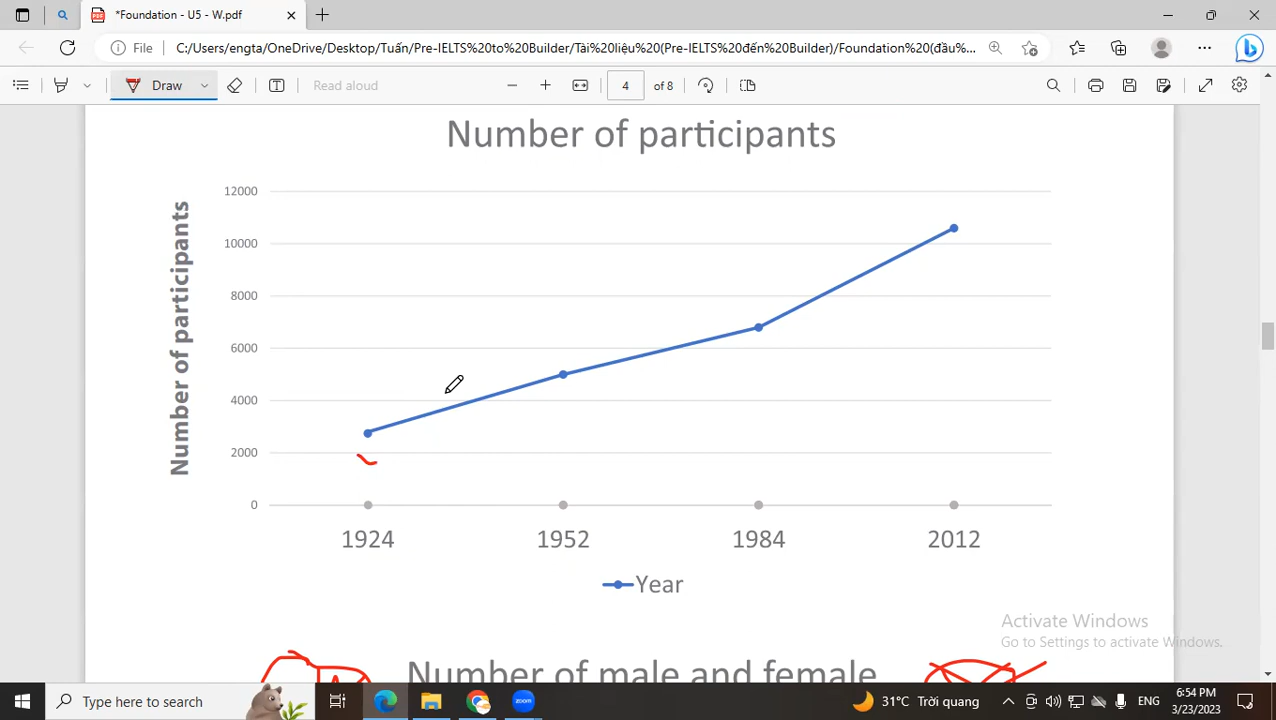 *Foundation - U5 - W.pdf
File
C:/Users/engta/OneDrive/Desktop/Tuấn/Pre-IELTS%20to%20Builder/Tài%20liệu%20(Pre-IELTS%20đến%20Builder)/Foundation%20(đầu%...
Draw
Read aloud
4
of 8
Number of participants
Number of participants
12000
10000
8000
6000
4000
2000
0
1924
1952
1984
2012
Year
Activate Windows
Go to Settings to activate Windows.
Number of male and female
Type here to search
zoom
31°C Trời quang
ENG
6:54 PM
3/23/2023